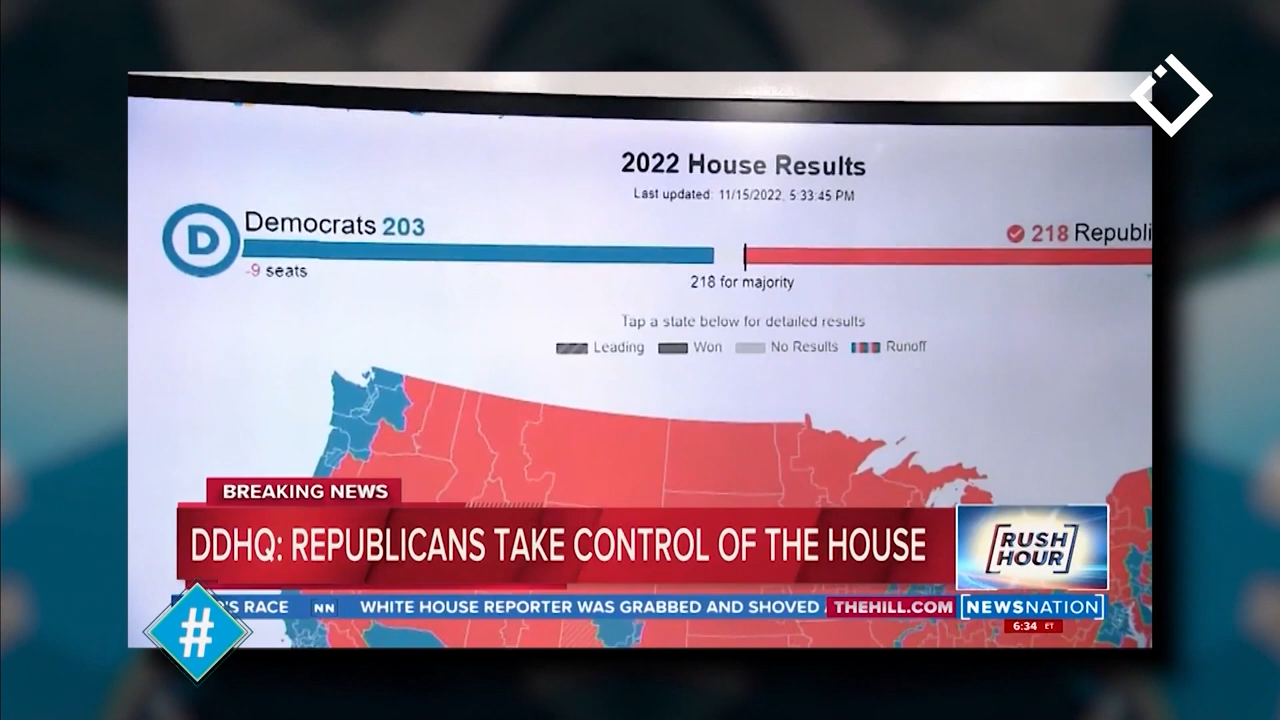 2022 House Results
Last updated: 11/15/2022, 5:33:45 PM
D
Democrats 203
218 Republi
-9 seats
218 for majority
Tap a state below for detailed results
Leading Won No Results Runoff
BREAKING NEWS
DDHQ: REPUBLICANS TAKE CONTROL OF THE HOUSE
RUSH
HOUR
'S RACE NN WHITE HOUSE REPORTER WAS GRABBED AND SHOVED THEHILL.COM NEWSNATION
6:34 ET
#